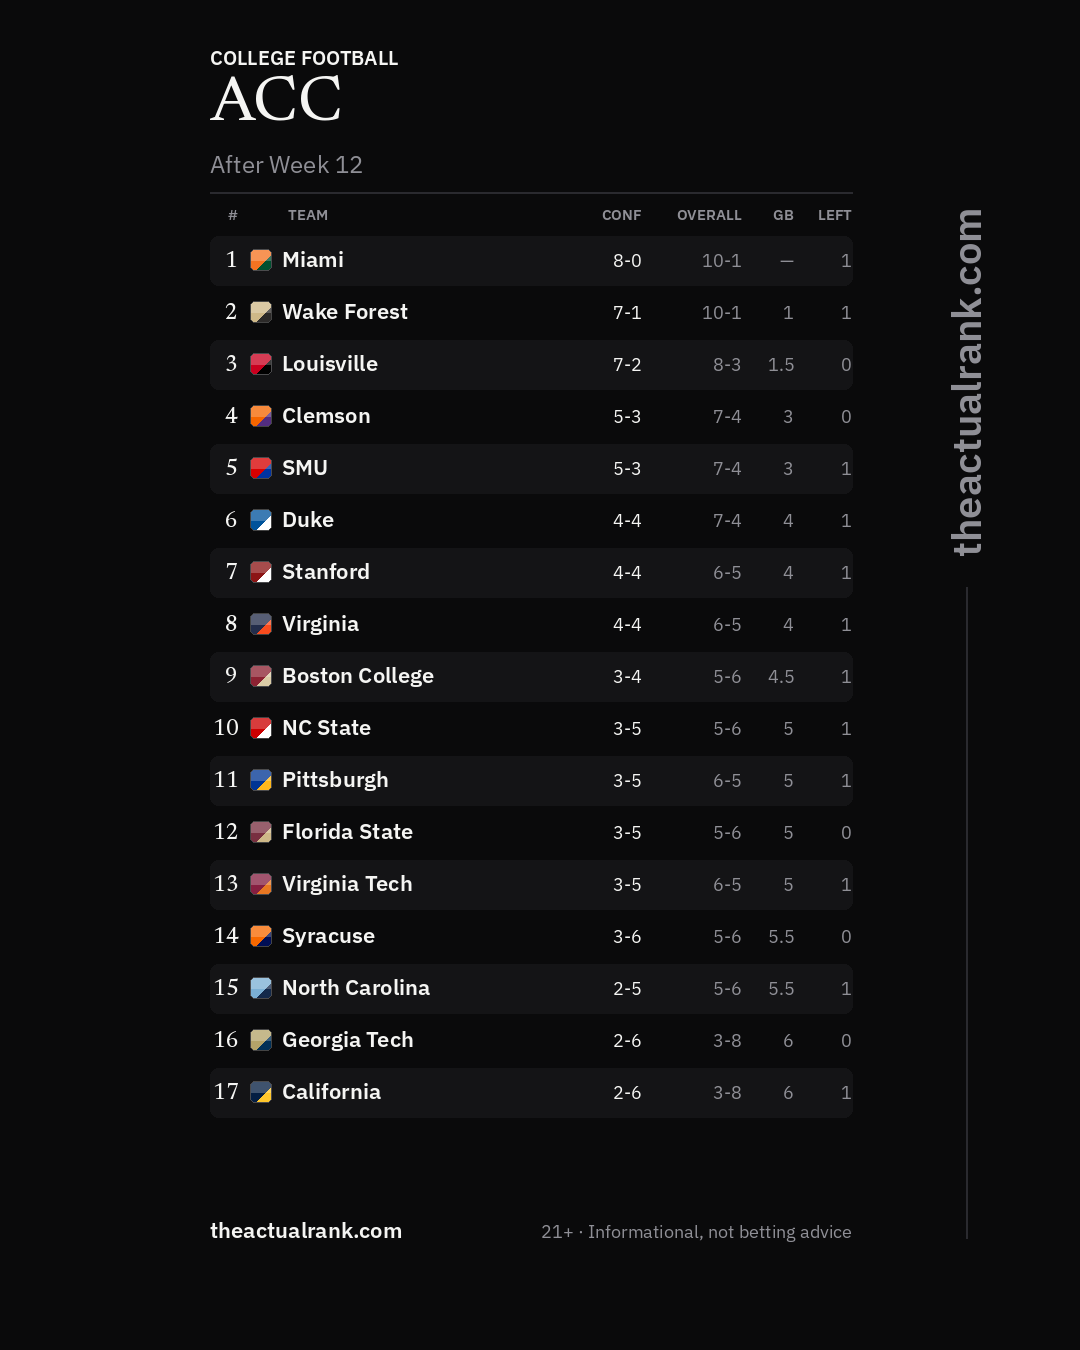 COLLEGE FOOTBALL
ACC
After Week 12
# TEAM CONF OVERALL GB LEFT
1 Miami 8-0 10-1 — 1
2 Wake Forest 7-1 10-1 1 1
3 Louisville 7-2 8-3 1.5 0
4 Clemson 5-3 7-4 3 0
5 SMU 5-3 7-4 3 1
6 Duke 4-4 7-4 4 1
7 Stanford 4-4 6-5 4 1
8 Virginia 4-4 6-5 4 1
9 Boston College 3-4 5-6 4.5 1
10 NC State 3-5 5-6 5 1
11 Pittsburgh 3-5 6-5 5 1
12 Florida State 3-5 5-6 5 0
13 Virginia Tech 3-5 6-5 5 1
14 Syracuse 3-6 5-6 5.5 0
15 North Carolina 2-5 5-6 5.5 1
16 Georgia Tech 2-6 3-8 6 0
17 California 2-6 3-8 6 1
theactualrank.com
theactualrank.com 21+ · Informational, not betting advice